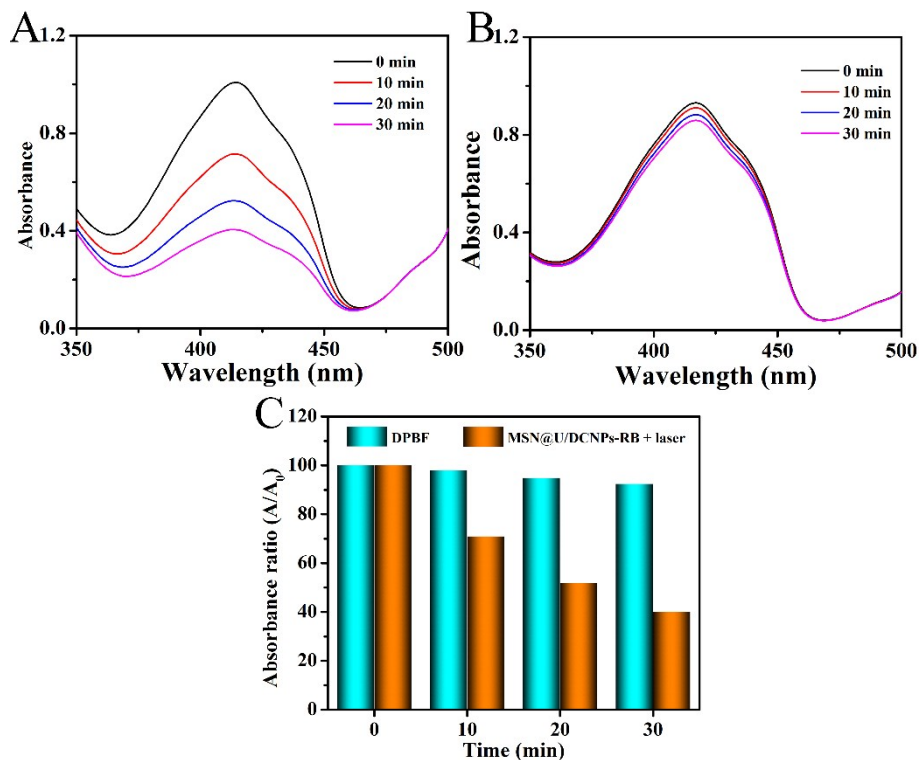 A
1.2
0 min
10 min
20 min
30 min
0.8
0.4
0.0
Absorbance
350
400
450
500
Wavelength (nm)
B
1.2
0 min
10 min
20 min
30 min
0.8
0.4
0.0
Absorbance
350
400
450
500
Wavelength (nm)
C
120
DPBF
MSN@U/DCNPs-RB + laser
100
80
60
40
20
0
Absorbance ratio (A/A0)
0
10
20
30
Time (min)